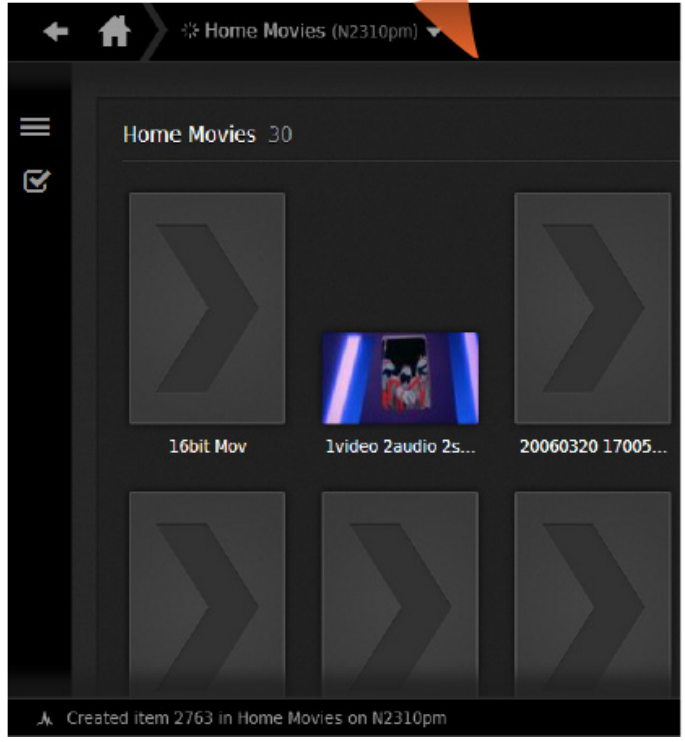 Home Movies (N2310pm)
Home Movies 30
16bit Mov
1video 2audio 2s...
20060320 17005...
Created item 2763 in Home Movies on N2310pm